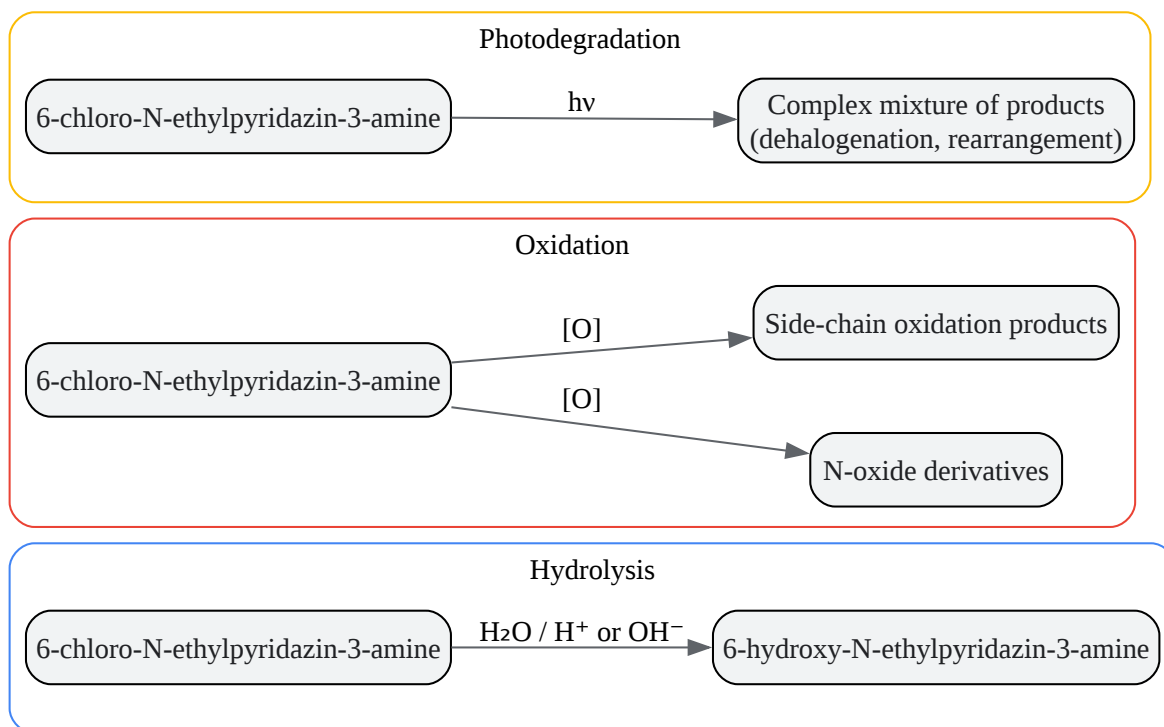 Photodegradation
6-chloro-N-ethylpyridazin-3-amine
hν
Complex mixture of products
(dehalogenation, rearrangement)
Oxidation
6-chloro-N-ethylpyridazin-3-amine
[O]
Side-chain oxidation products
[O]
N-oxide derivatives
Hydrolysis
6-chloro-N-ethylpyridazin-3-amine
H₂O / H⁺ or OH⁻
6-hydroxy-N-ethylpyridazin-3-amine